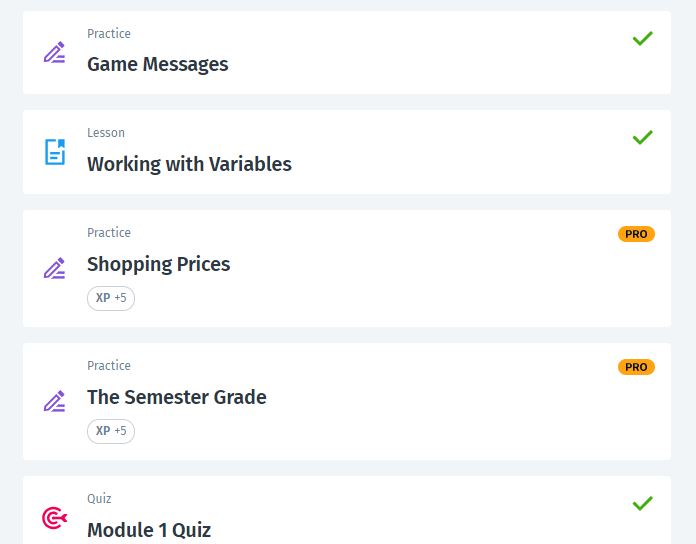 Practice
Game Messages
Lesson
Working with Variables
Practice
PRO
Shopping Prices
XP +5
Practice
PRO
The Semester Grade
XP +5
Quiz
Module 1 Quiz